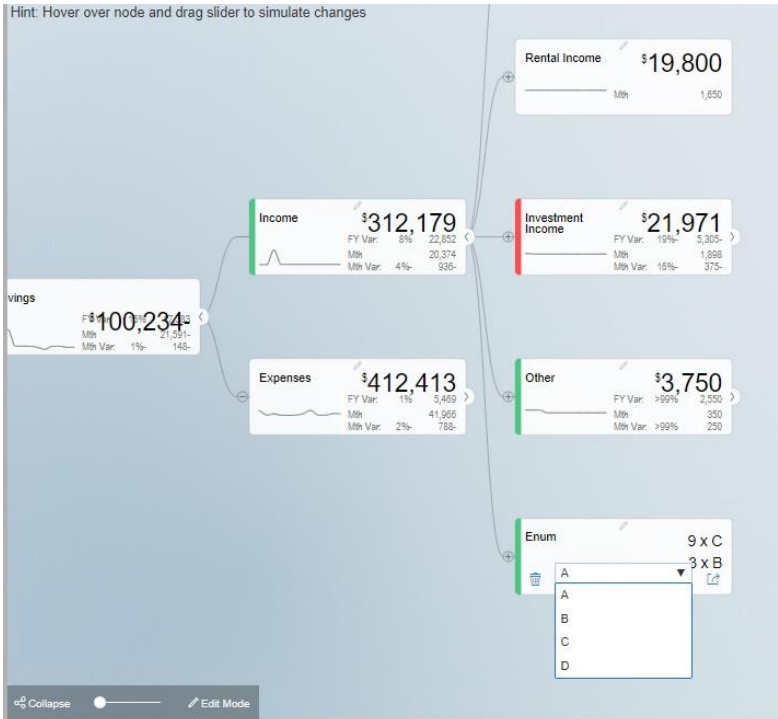 Hint: Hover over node and drag slider to simulate changes
Rental Income
$19,800
Mth 1,650
Income
$312,179
FY Var: 8% 22,852
Mth 20,374
Mth Var: 4%- 936-
Investment
Income
$21,971
FY Var: 19%- 5,305-
Mth 1,898
Mth Var: 16%- 375-
vings
$100,234-
Mth 21,591-
Mth Var: 1%- 148-
Expenses
$412,413
FY Var: 1% 5,469
Mth 41,966
Mth Var: 2%- 788-
Other
$3,750
FY Var: >99% 2,550
Mth 350
Mth Var: >99% 250
Enum
9 x C
3 x B
A
A
B
C
D
Collapse
Edit Mode